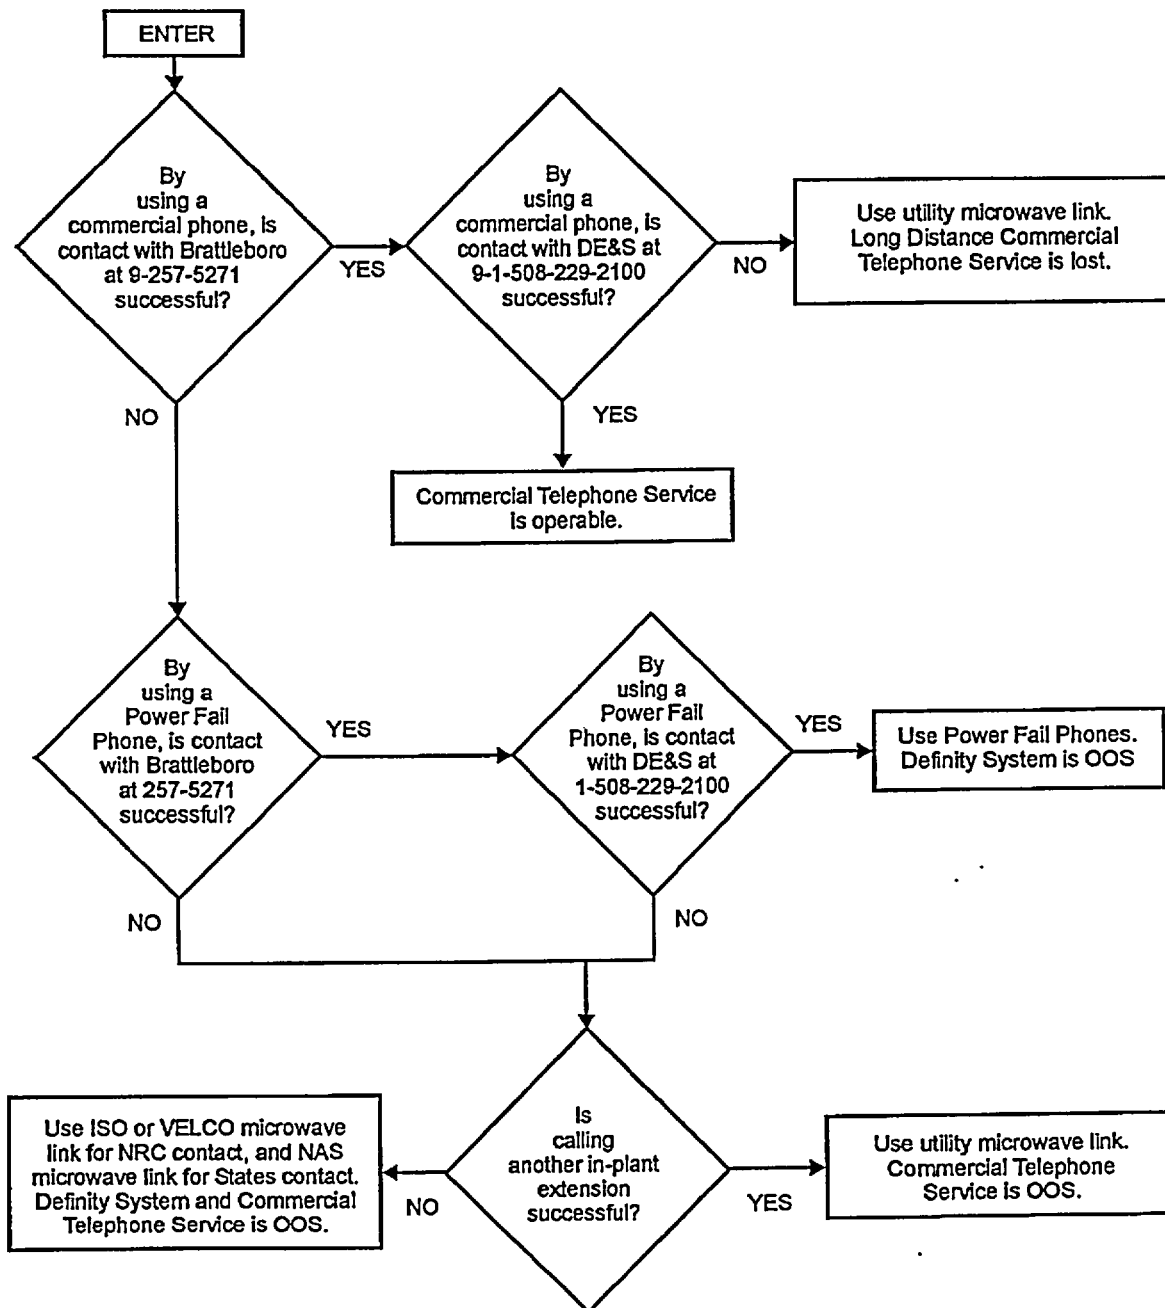 ENTER
By
using a
commercial phone, is
contact with Brattleboro
at 9-257-5271
successful?
YES
By
using a
commercial phone, is
contact with DE&S at
9-1-508-229-2100
successful?
NO
Use utility microwave link.
Long Distance Commercial
Telephone Service is lost.
NO
YES
Commercial Telephone Service
is operable.
By
using a
Power Fail
Phone, is contact
with Brattleboro
at 257-5271
successful?
YES
By
using a
Power Fail
Phone, is contact
with DE&S at
1-508-229-2100
successful?
YES
Use Power Fail Phones.
Definity System is OOS
NO
NO
Use ISO or VELCO microwave
link for NRC contact, and NAS
microwave link for States contact.
Definity System and Commercial
Telephone Service is OOS.
NO
Is
calling
another in-plant
extension
successful?
YES
Use utility microwave link.
Commercial Telephone
Service is OOS.